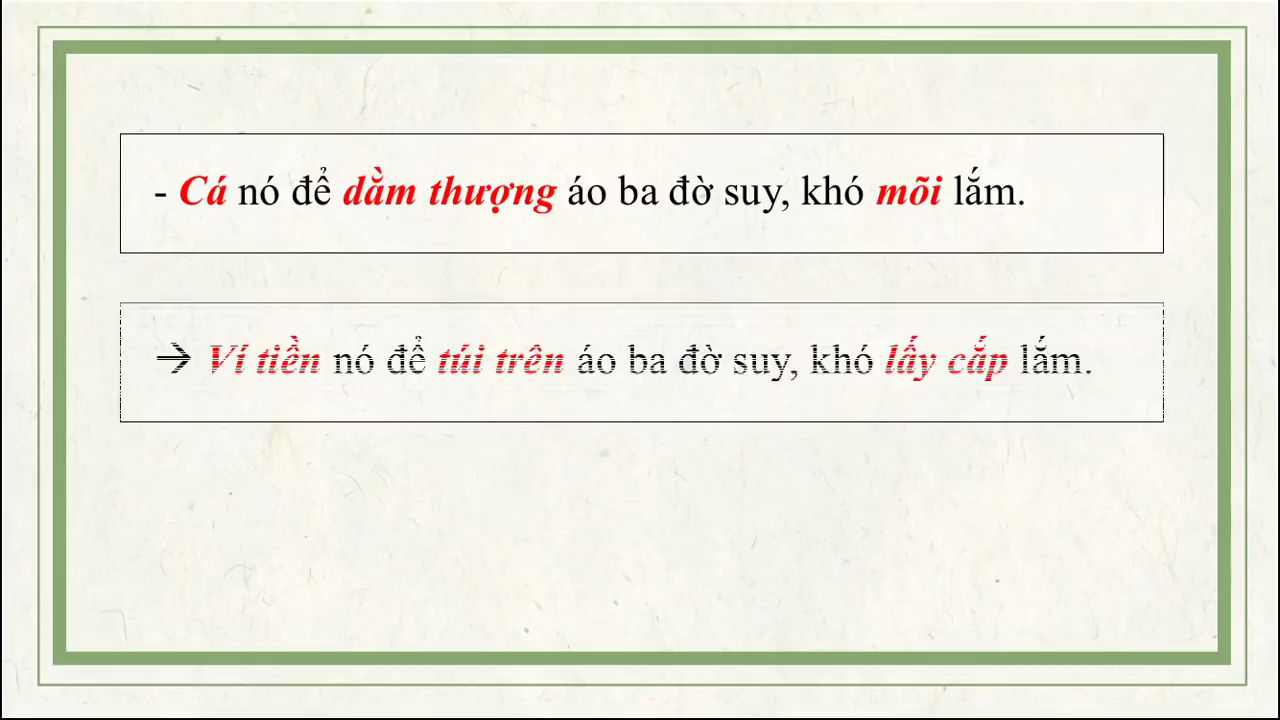 - Cá nó để dằm thượng áo ba đờ suy, khó mõi lắm.
→ Ví tiền nó để túi trên áo ba đờ suy, khó lấy cắp lắm.